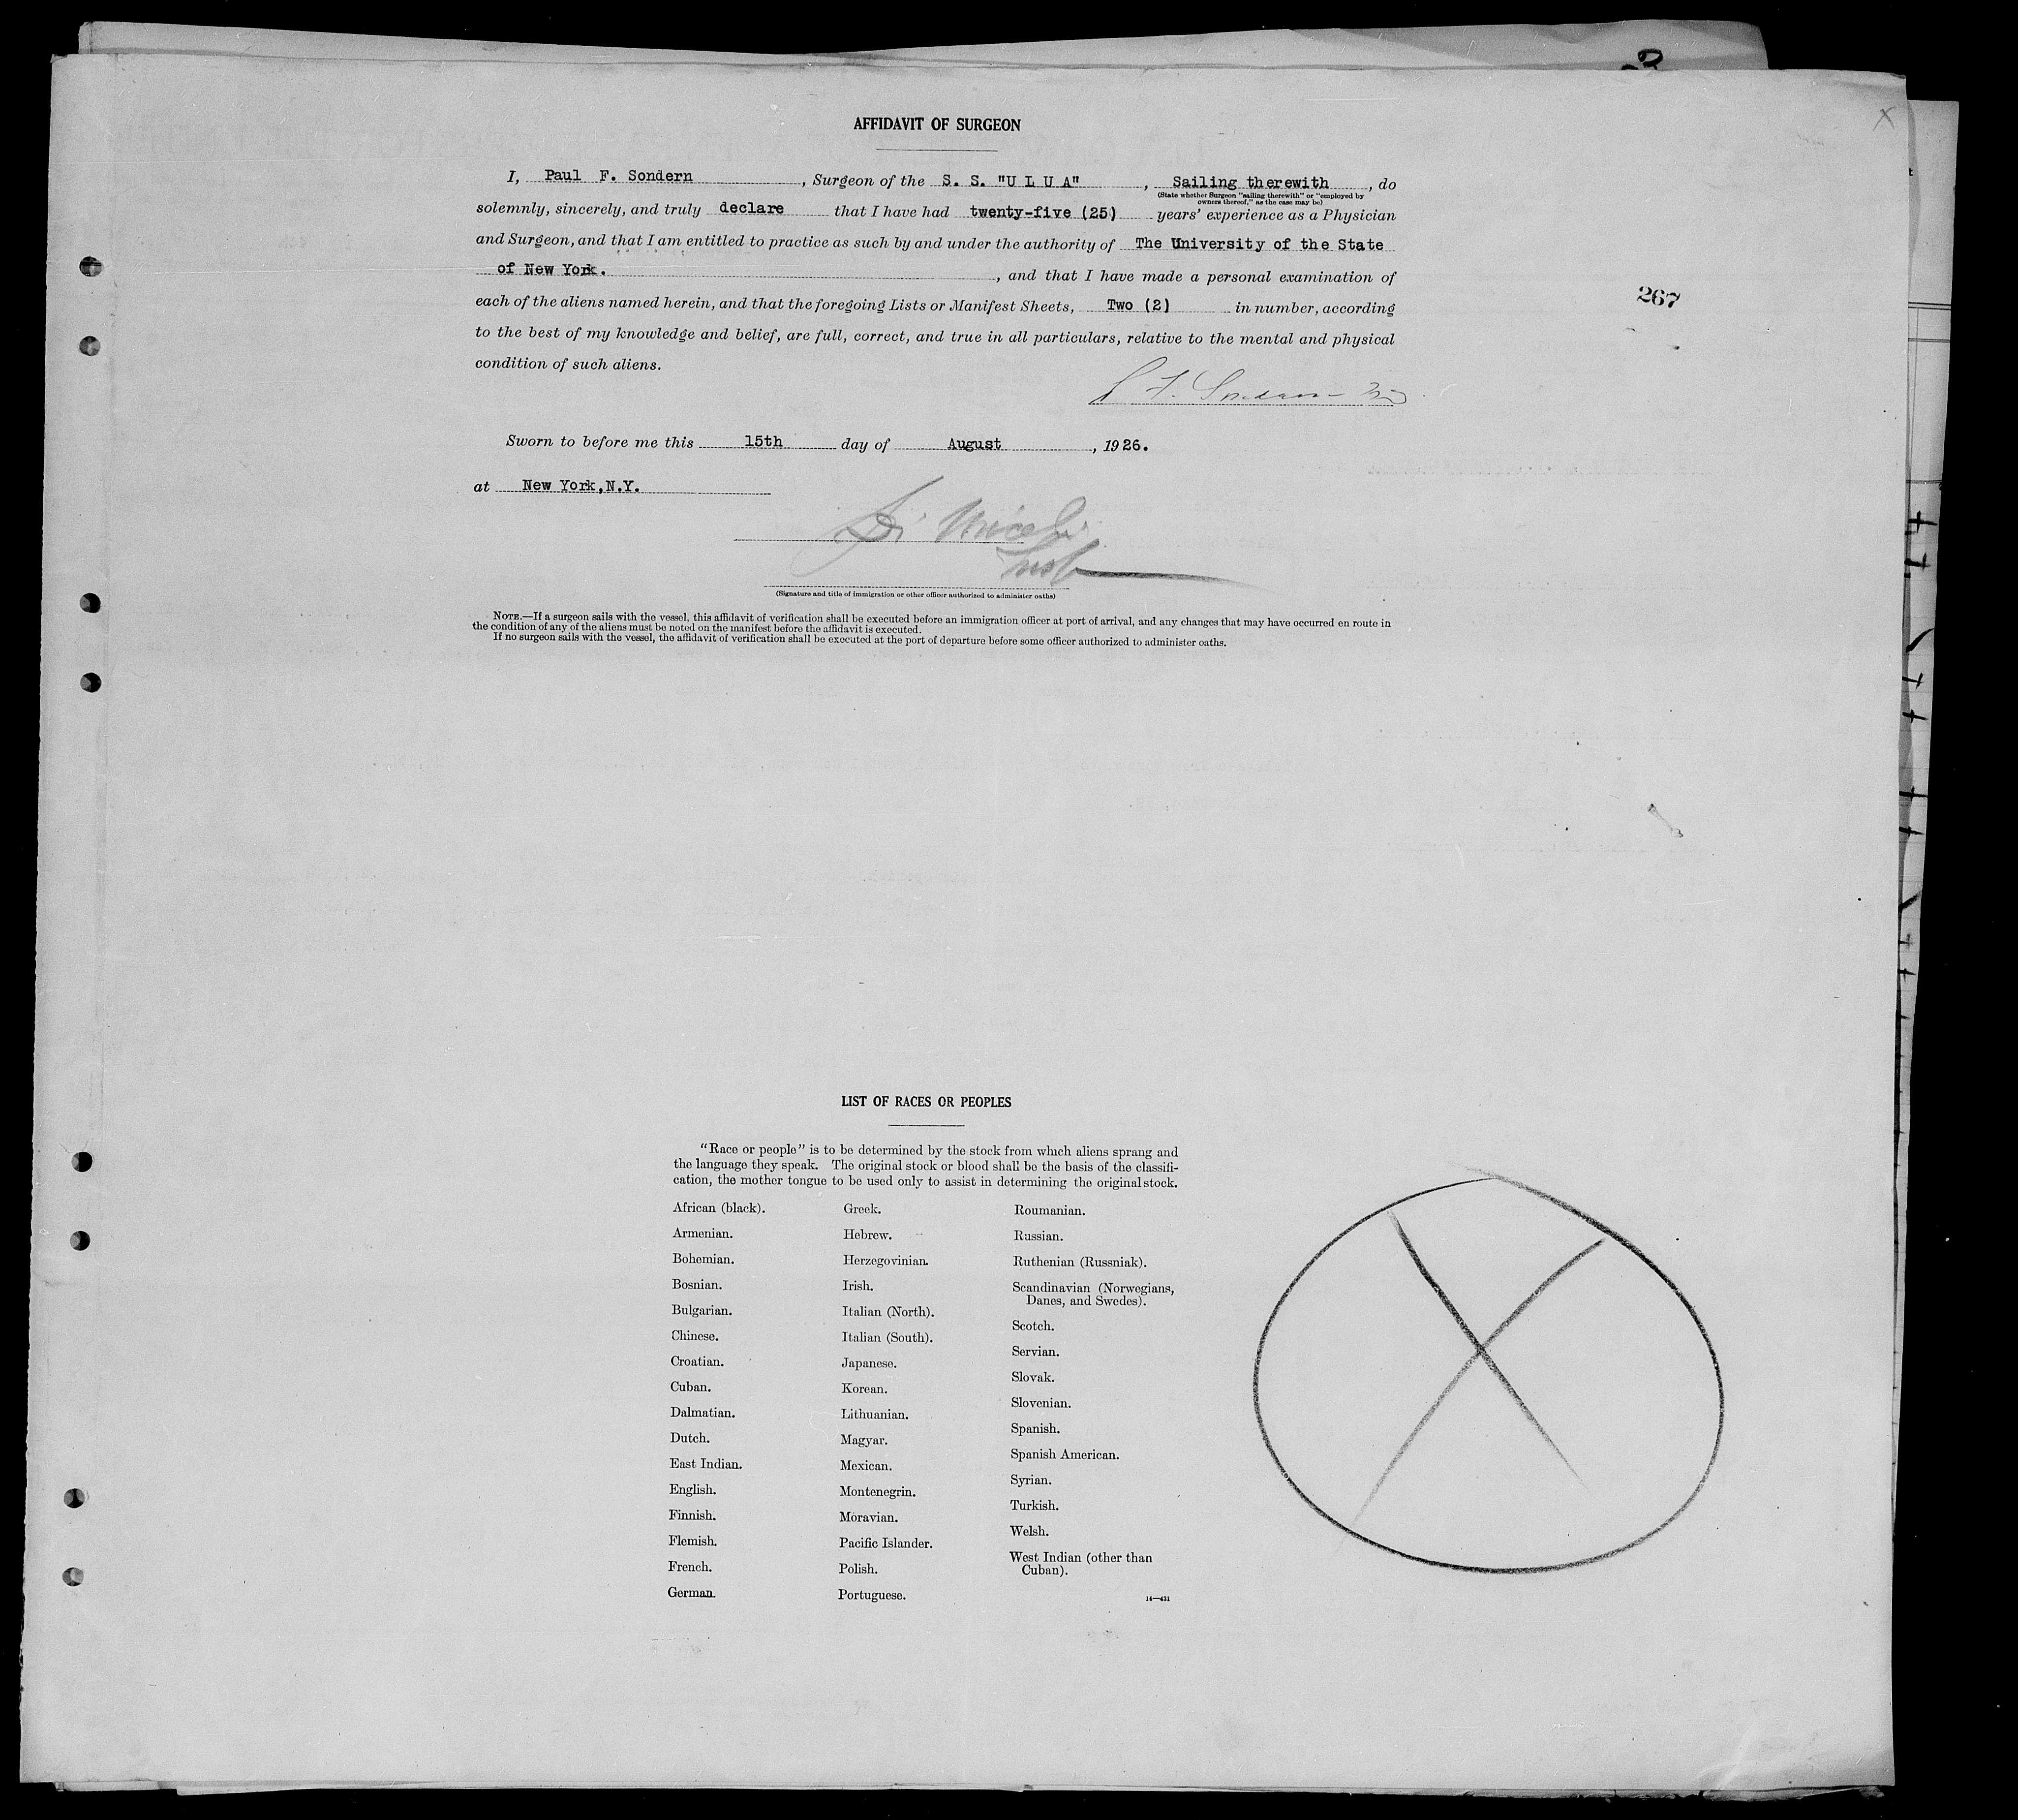 AFFIDAVIT OF SURGEON
I, Paul F. Sondern, Surgeon of the S. S. "U L U A", Sailing therewith, do
(State whether Surgeon "sailing therewith" or "employed by
owners thereof," as the case may be)
solemnly, sincerely, and truly declare that I have had twenty-five (25) years' experience as a Physician
and Surgeon, and that I am entitled to practice as such by and under the authority of The University of the State
of New York., and that I have made a personal examination of
267
each of the aliens named herein, and that the foregoing Lists or Manifest Sheets, Two (2) in number, according
to the best of my knowledge and belief, are full, correct, and true in all particulars, relative to the mental and physical
condition of such aliens.
Sworn to before me this 15th day of August, 1926.
at New York,N.Y.
(Signature and title of immigration or other officer authorized to administer oaths)
NOTE.—If a surgeon sails with the vessel, this affidavit of verification shall be executed before an immigration officer at port of arrival, and any changes that may have occurred en route in
the condition of any of the aliens must be noted on the manifest before the affidavit is executed.
If no surgeon sails with the vessel, the affidavit of verification shall be executed at the port of departure before some officer authorized to administer oaths.
LIST OF RACES OR PEOPLES
"Race or people" is to be determined by the stock from which aliens sprang and
the language they speak. The original stock or blood shall be the basis of the classifi-
cation, the mother tongue to be used only to assist in determining the original stock.
African (black).
Armenian.
Bohemian.
Bosnian.
Bulgarian.
Chinese.
Croatian.
Cuban.
Dalmatian.
Dutch.
East Indian.
English.
Finnish.
Flemish.
French.
German.
Greek.
Hebrew.
Herzegovinian.
Irish.
Italian (North).
Italian (South).
Japanese.
Korean.
Lithuanian.
Magyar.
Mexican.
Montenegrin.
Moravian.
Pacific Islander.
Polish.
Portuguese.
Roumanian.
Russian.
Ruthenian (Russniak).
Scandinavian (Norwegians,
Danes, and Swedes).
Scotch.
Servian.
Slovak.
Slovenian.
Spanish.
Spanish American.
Syrian.
Turkish.
Welsh.
West Indian (other than
Cuban).
14—431